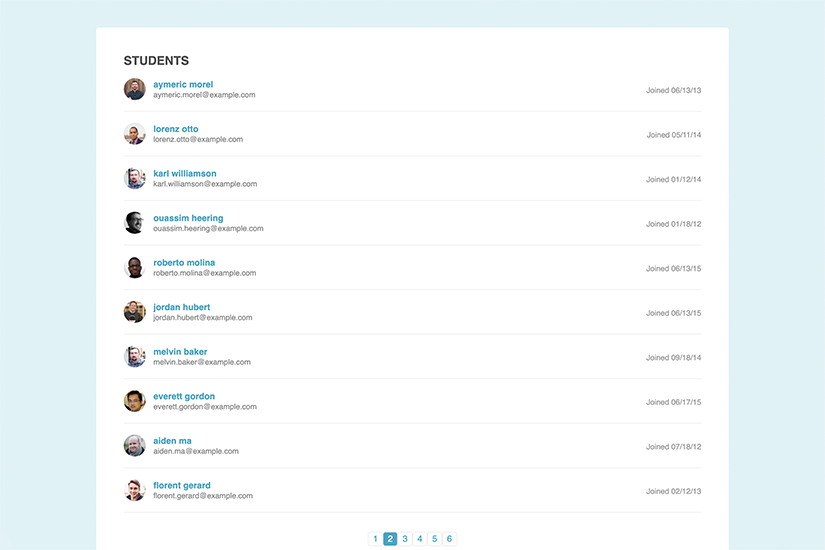 STUDENTS
aymeric morel
aymeric.morel@example.com
Joined 06/13/13
lorenz otto
lorenz.otto@example.com
Joined 05/11/14
karl williamson
karl.williamson@example.com
Joined 01/12/14
ouassim heering
ouassim.heering@example.com
Joined 01/18/12
roberto molina
roberto.molina@example.com
Joined 06/13/15
jordan hubert
jordan.hubert@example.com
Joined 06/13/15
melvin baker
melvin.baker@example.com
Joined 09/18/14
everett gordon
everett.gordon@example.com
Joined 06/17/15
aiden ma
aiden.ma@example.com
Joined 07/18/12
florent gerard
florent.gerard@example.com
Joined 02/12/13
1 2 3 4 5 6